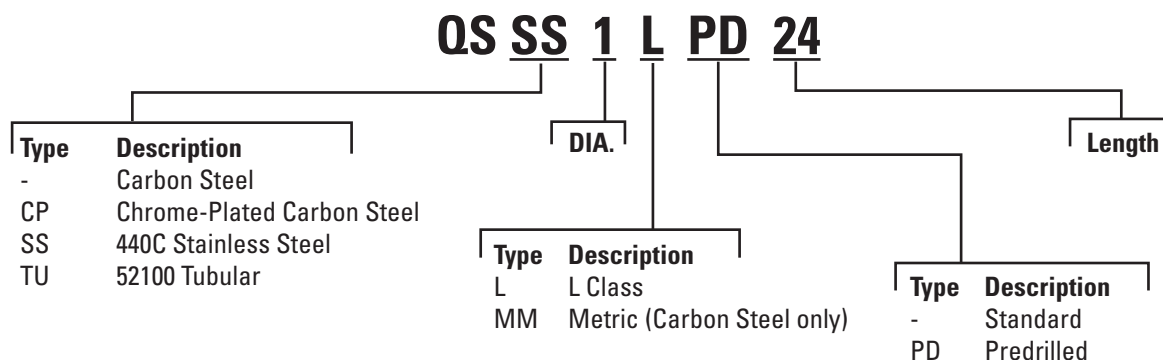 QS SS 1 L PD 24
Type Description
- Carbon Steel
CP Chrome-Plated Carbon Steel
SS 440C Stainless Steel
TU 52100 Tubular
DIA.
Type Description
L L Class
MM Metric (Carbon Steel only)
Type Description
- Standard
PD Predrilled
Length